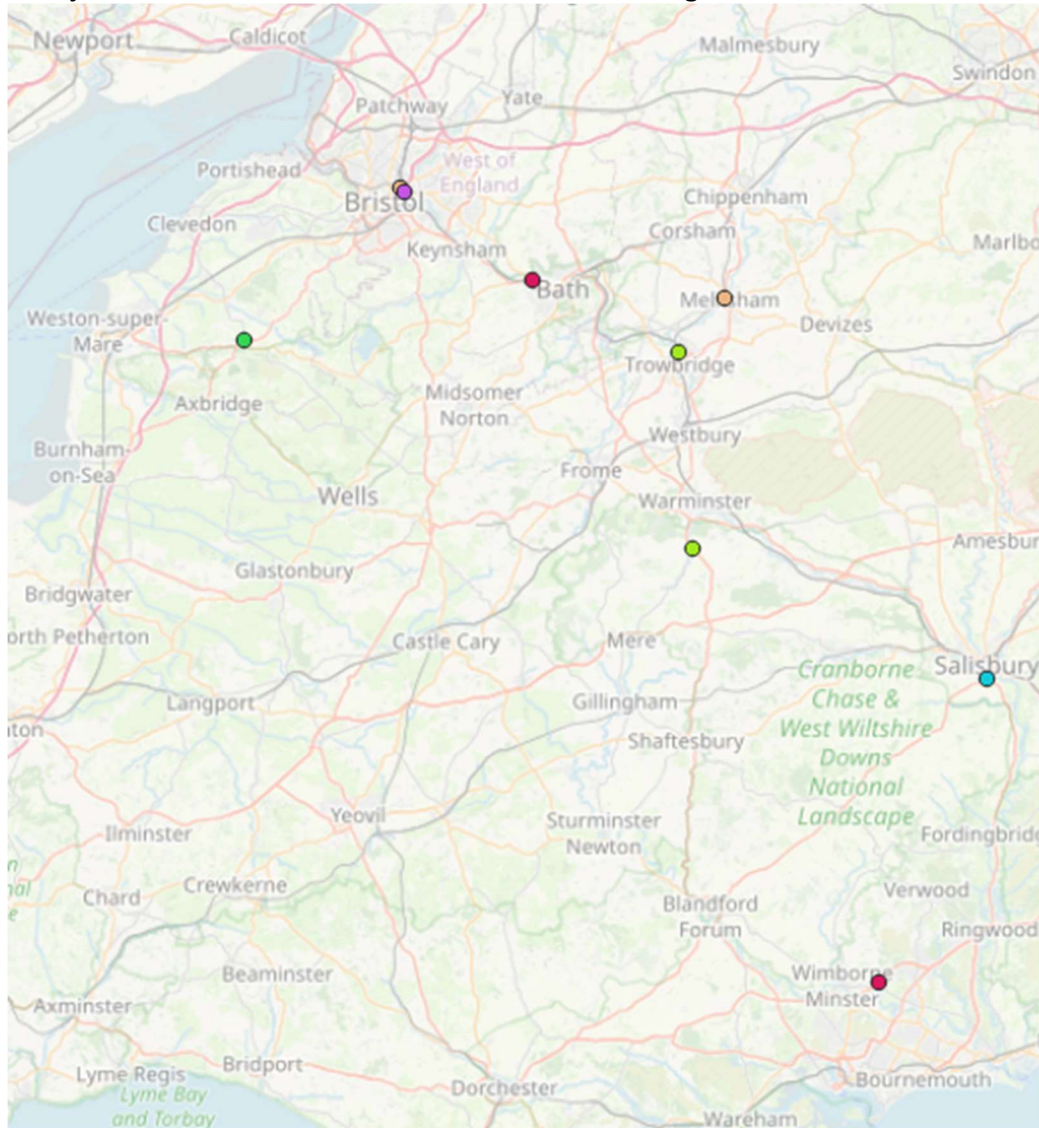 Newport
Caldicot
Malmesbury
Swindon
Patchway
Yate
Portishead
West of
England
Bristol
Chippenham
Clevedon
Corsham
Keynsham
Marlbo
Bath
Weston-super-
Mare
Devizes
Trowbridge
Axbridge
Midsomer
Norton
Burnham-
on-Sea
Westbury
Frome
Wells
Warminster
Amesbur
Glastonbury
Bridgwater
orth Petherton
Castle Cary
Mere
Salisbury
Cranborne
Chase &
West Wiltshire
Downs
National
Landscape
Langport
Gillingham
ton
Shaftesbury
Yeovil
Ilminster
Sturminster
Newton
Fordingbridg
n
nal
e
Crewkerne
Chard
Verwood
Blandford
Forum
Ringwood
Beaminster
Wimborne
Minster
Axminster
Bridport
Lyme Regis
Lyme Bay
and Torbay
Dorchester
Bournemouth
Wareham